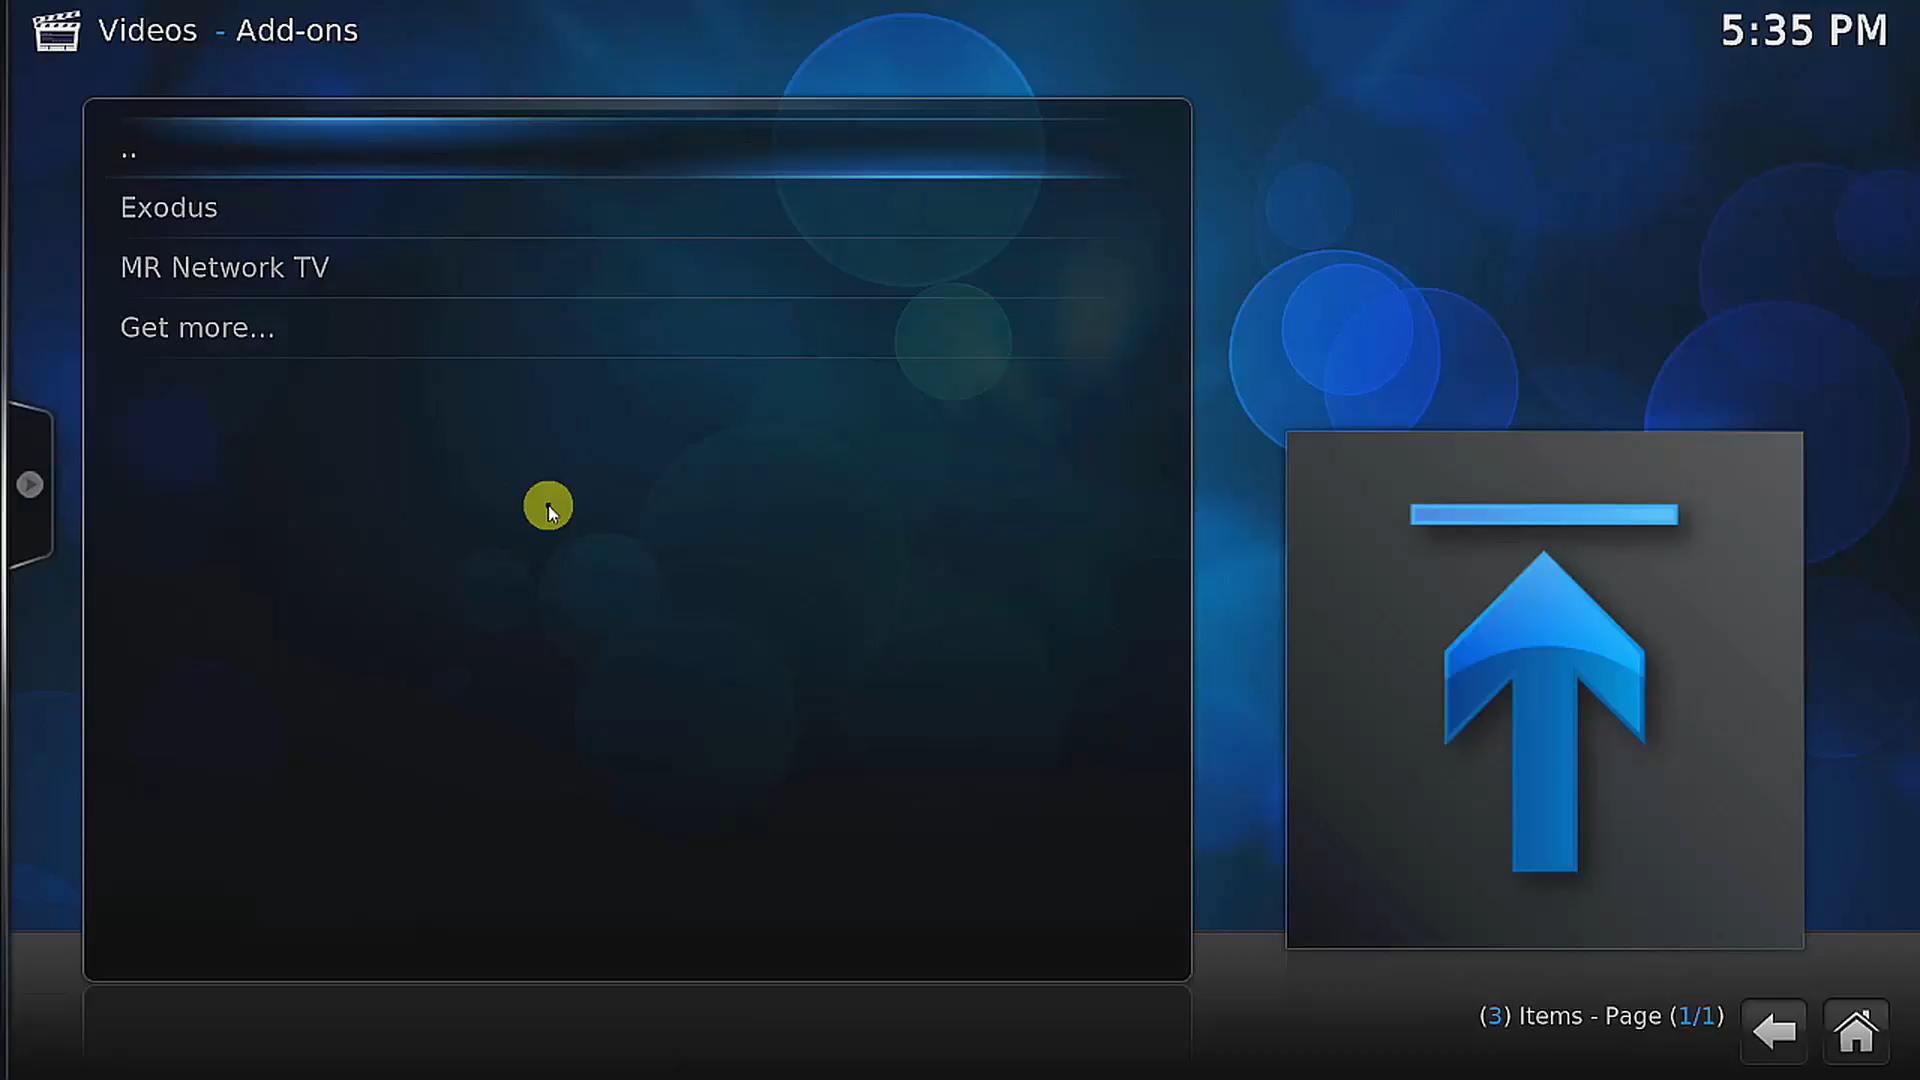 Videos - Add-ons
5:35 PM
..
Exodus
MR Network TV
Get more...
(3) Items - Page (1/1)